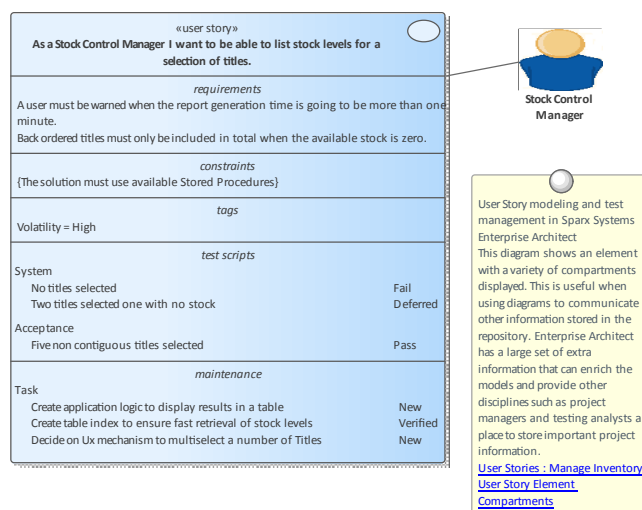 «user story»
As a Stock Control Manager I want to be able to list stock levels for a
selection of titles.
requirements
A user must be warned when the report generation time is going to be more than one
minute.
Back ordered titles must only be included in total when the available stock is zero.
constraints
{The solution must use available Stored Procedures}
tags
Volatility = High
test scripts
System
No titles selected Fail
Two titles selected one with no stock Deferred
Acceptance
Five non contiguous titles selected Pass
maintenance
Task
Create application logic to display results in a table New
Create table index to ensure fast retrieval of stock levels Verified
Decide on Ux mechanism to multiselect a number of Titles New
Stock Control
Manager
User Story modeling and test
management in Sparx Systems
Enterprise Architect
This diagram shows an element
with a variety of compartments
displayed. This is useful when
using diagrams to communicate
other information stored in the
repository. Enterprise Architect
has a large set of extra
information that can enrich the
models and provide other
disciplines such as project
managers and testing analysts a
place to store important project
information.
User Stories : Manage Inventory
User Story Element
Compartments